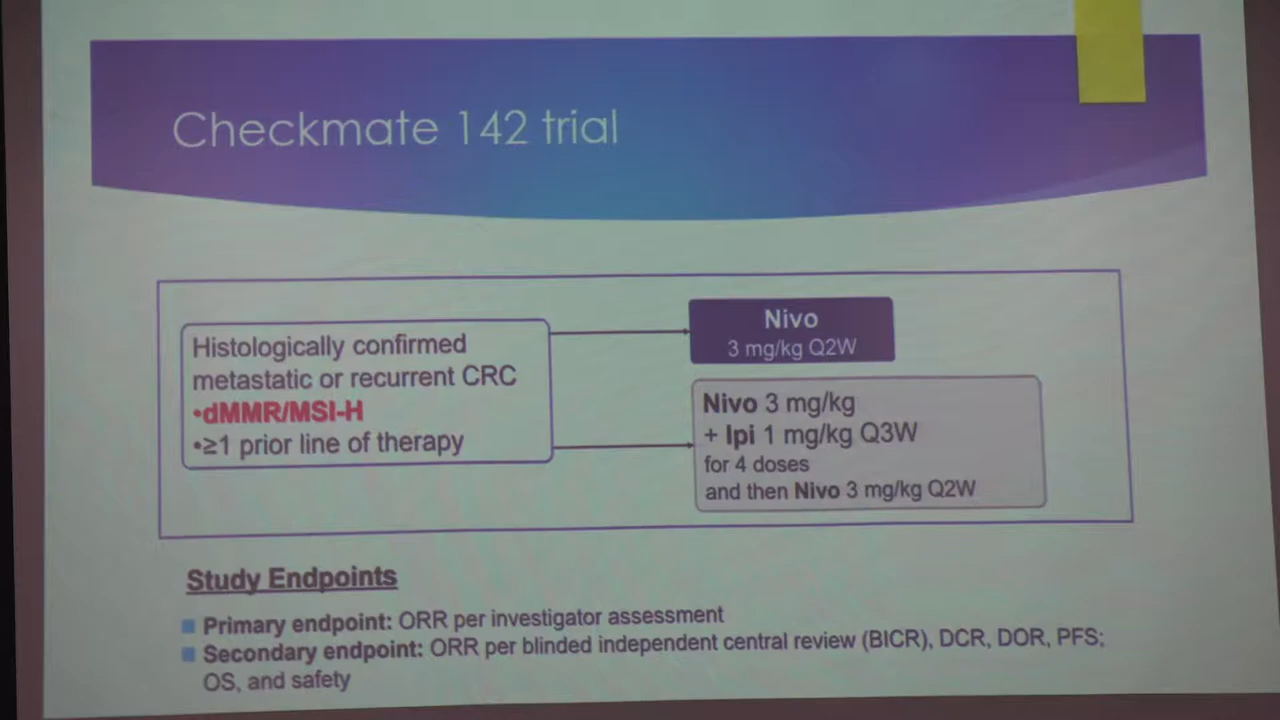 Checkmate 142 trial
Histologically confirmed
metastatic or recurrent CRC
•dMMR/MSI-H
•≥1 prior line of therapy
Nivo
3 mg/kg Q2W
Nivo 3 mg/kg
+ Ipi 1 mg/kg Q3W
for 4 doses
and then Nivo 3 mg/kg Q2W
Study Endpoints
Primary endpoint: ORR per investigator assessment
Secondary endpoint: ORR per blinded independent central review (BICR), DCR, DOR, PFS;
OS, and safety